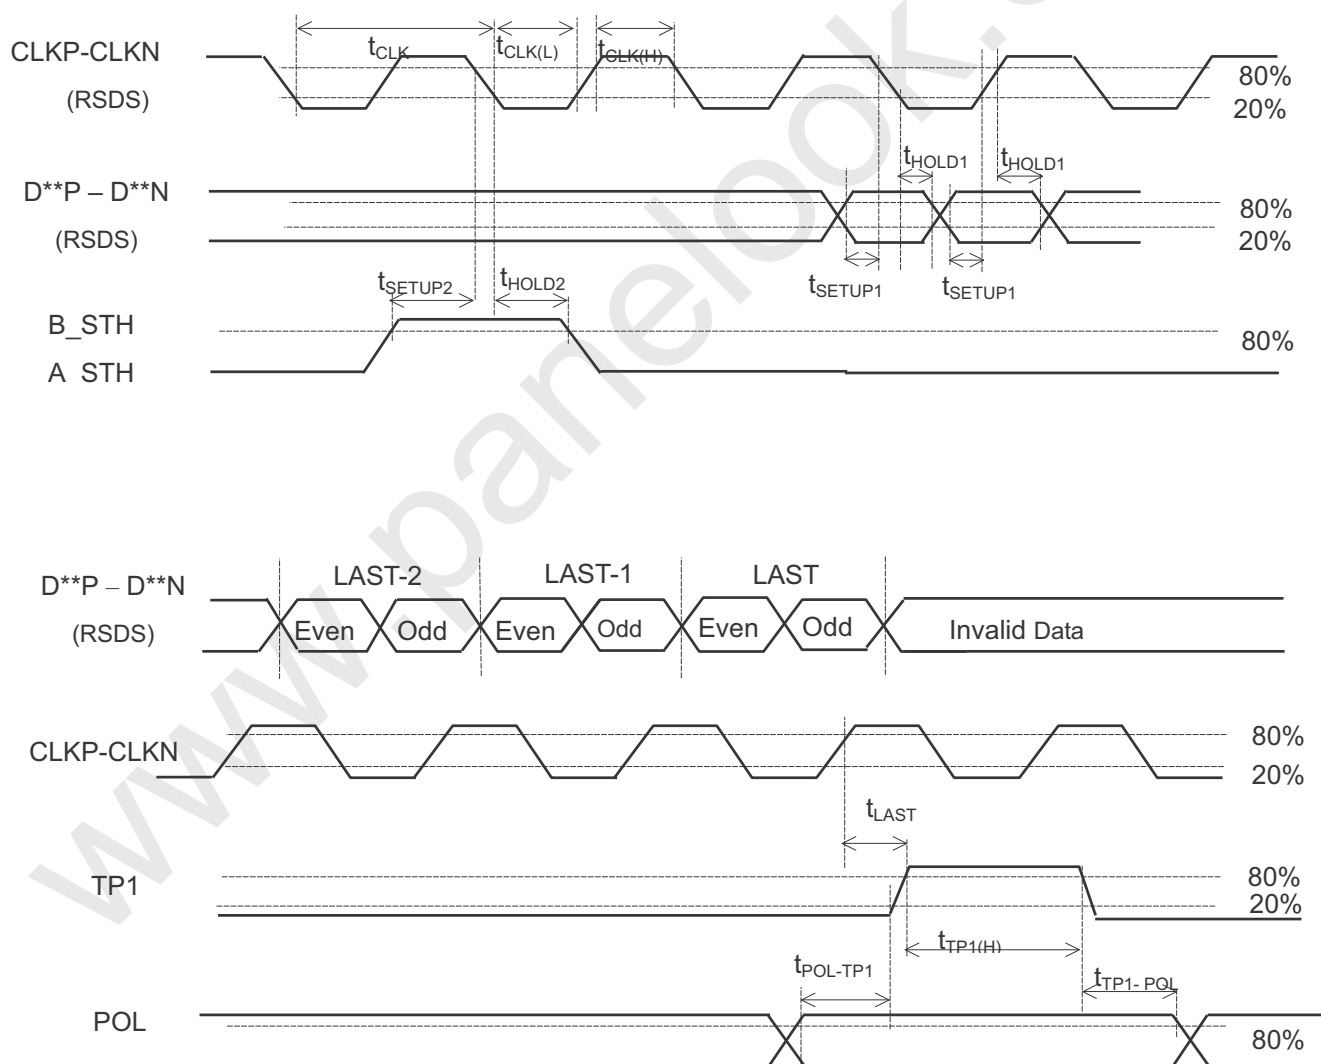 CLKP-CLKN
(RSDS)
tCLK
tCLK(L)
tCLK(H)
80%
20%
D**P – D**N
(RSDS)
tHOLD1
tHOLD1
80%
20%
tSETUP1
tSETUP1
tSETUP2
tHOLD2
B_STH
A STH
80%
D**P – D**N
(RSDS)
LAST-2
LAST-1
LAST
Even
Odd
Even
Odd
Even
Odd
Invalid Data
CLKP-CLKN
80%
20%
tLAST
TP1
80%
20%
tTP1(H)
tPOL-TP1
tTP1- POL
POL
80%
www.panelook.